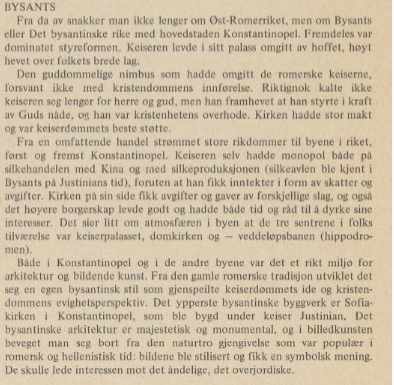 BYSANTS
Fra da av snakker man ikke lenger om Øst-Romerriket, men om Bysants
eller Det bysantinske rike med hovedstaden Konstantinopel. Fremdeles var
dominatet styreformen. Keiseren levde i sitt palass omgitt av hoffet, høyt
hevet over folkets brede lag.
Den guddommelige nimbus som hadde omgitt de romerske keiserne,
forsvant ikke med kristendommens innførelse. Riktignok kalte ikke
keiseren seg lenger for herre og gud, men han framhevet at han styrte i kraft
av Guds nåde, og han var kristenhetens overhode. Kirken hadde stor makt
og var keiserdømmets beste støtte.
Fra en omfattende handel strømmet store rikdommer til byene i riket,
først og fremst Konstantinopel. Keiseren selv hadde monopol både på
silkehandelen med Kina og med silkeproduksjonen (silkeavlen ble kjent i
Bysants på Justinians tid), foruten at han fikk inntekter i form av skatter og
avgifter. Kirken på sin side fikk avgifter og gaver av forskjellige slag, og også
det høyere borgerskap levde godt og hadde både tid og råd til å dyrke sine
interesser. Det sier litt om atmosfæren i byen at de tre sentrene i folks
tilværelse var keiserpalasset, domkirken og — veddeløpsbanen (hippodro-
men).
Både i Konstantinopel og i de andre byene var det et rikt miljø for
arkitektur og bildende kunst. Fra den gamle romerske tradisjon utviklet det
seg en egen bysantinsk stil som gjenspeilte keiserdømmets ide og kristen-
dommens evighetsperspektiv. Det ypperste bysantinske byggverk er Sofia-
kirken i Konstantinopel, som ble bygd under keiser Justinian. Det
bysantinske arkitektur er majestetisk og monumental, og i billedkunsten
beveget man seg bort fra den naturtro gjengivelse som var populær i
romersk og hellenistisk tid: bildene ble stilisert og fikk en symbolsk mening.
De skulle lede interessen mot det åndelige, det overjordiske.